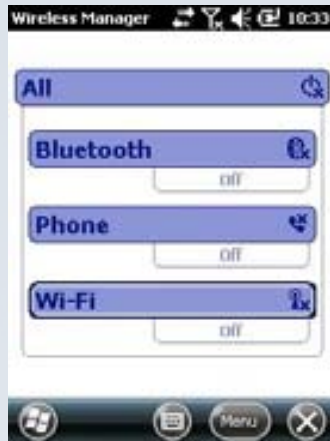 Wireless Manager 10:33
All
Bluetooth
Off
Phone
Off
Wi-Fi
Off
Menu